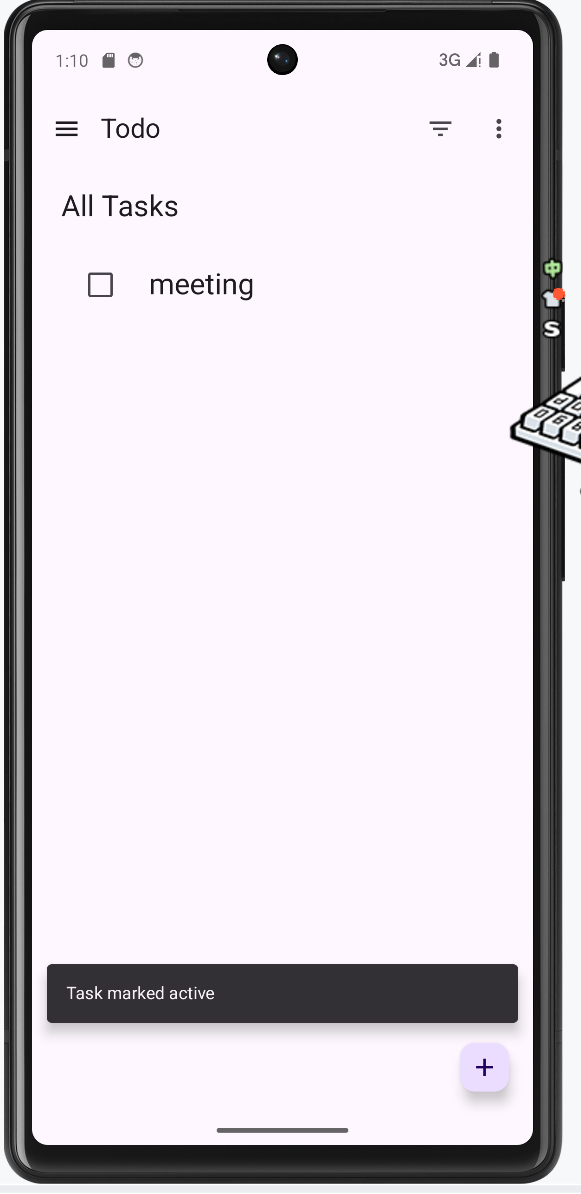 1:10 3G
Todo
All Tasks
meeting
S
Task marked active
+